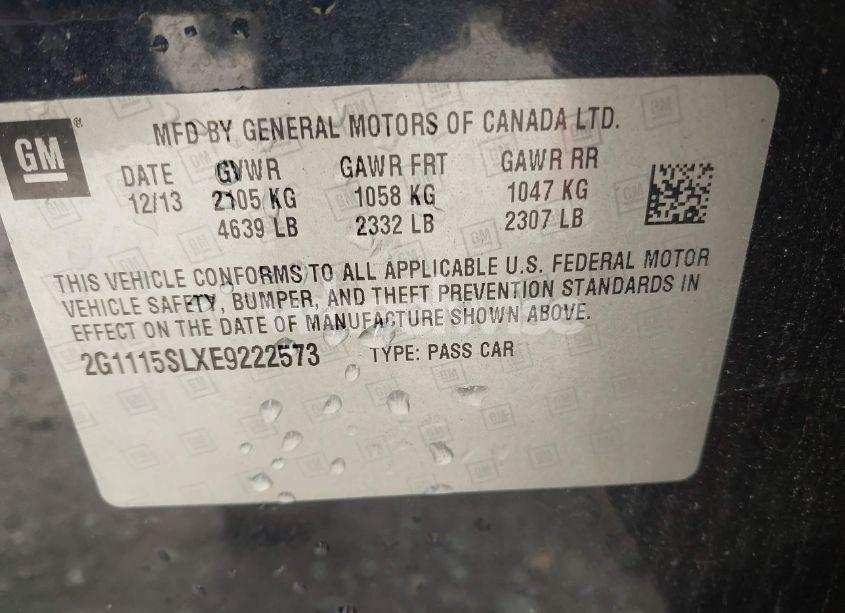 GM ®
MFD BY GENERAL MOTORS OF CANADA LTD.
DATE GVWR GAWR FRT GAWR RR
12/13 2105 KG 1058 KG 1047 KG
4639 LB 2332 LB 2307 LB
THIS VEHICLE CONFORMS TO ALL APPLICABLE U.S. FEDERAL MOTOR
VEHICLE SAFETY, BUMPER, AND THEFT PREVENTION STANDARDS IN
EFFECT ON THE DATE OF MANUFACTURE SHOWN ABOVE.
2G1115SLXE9222573 TYPE: PASS CAR